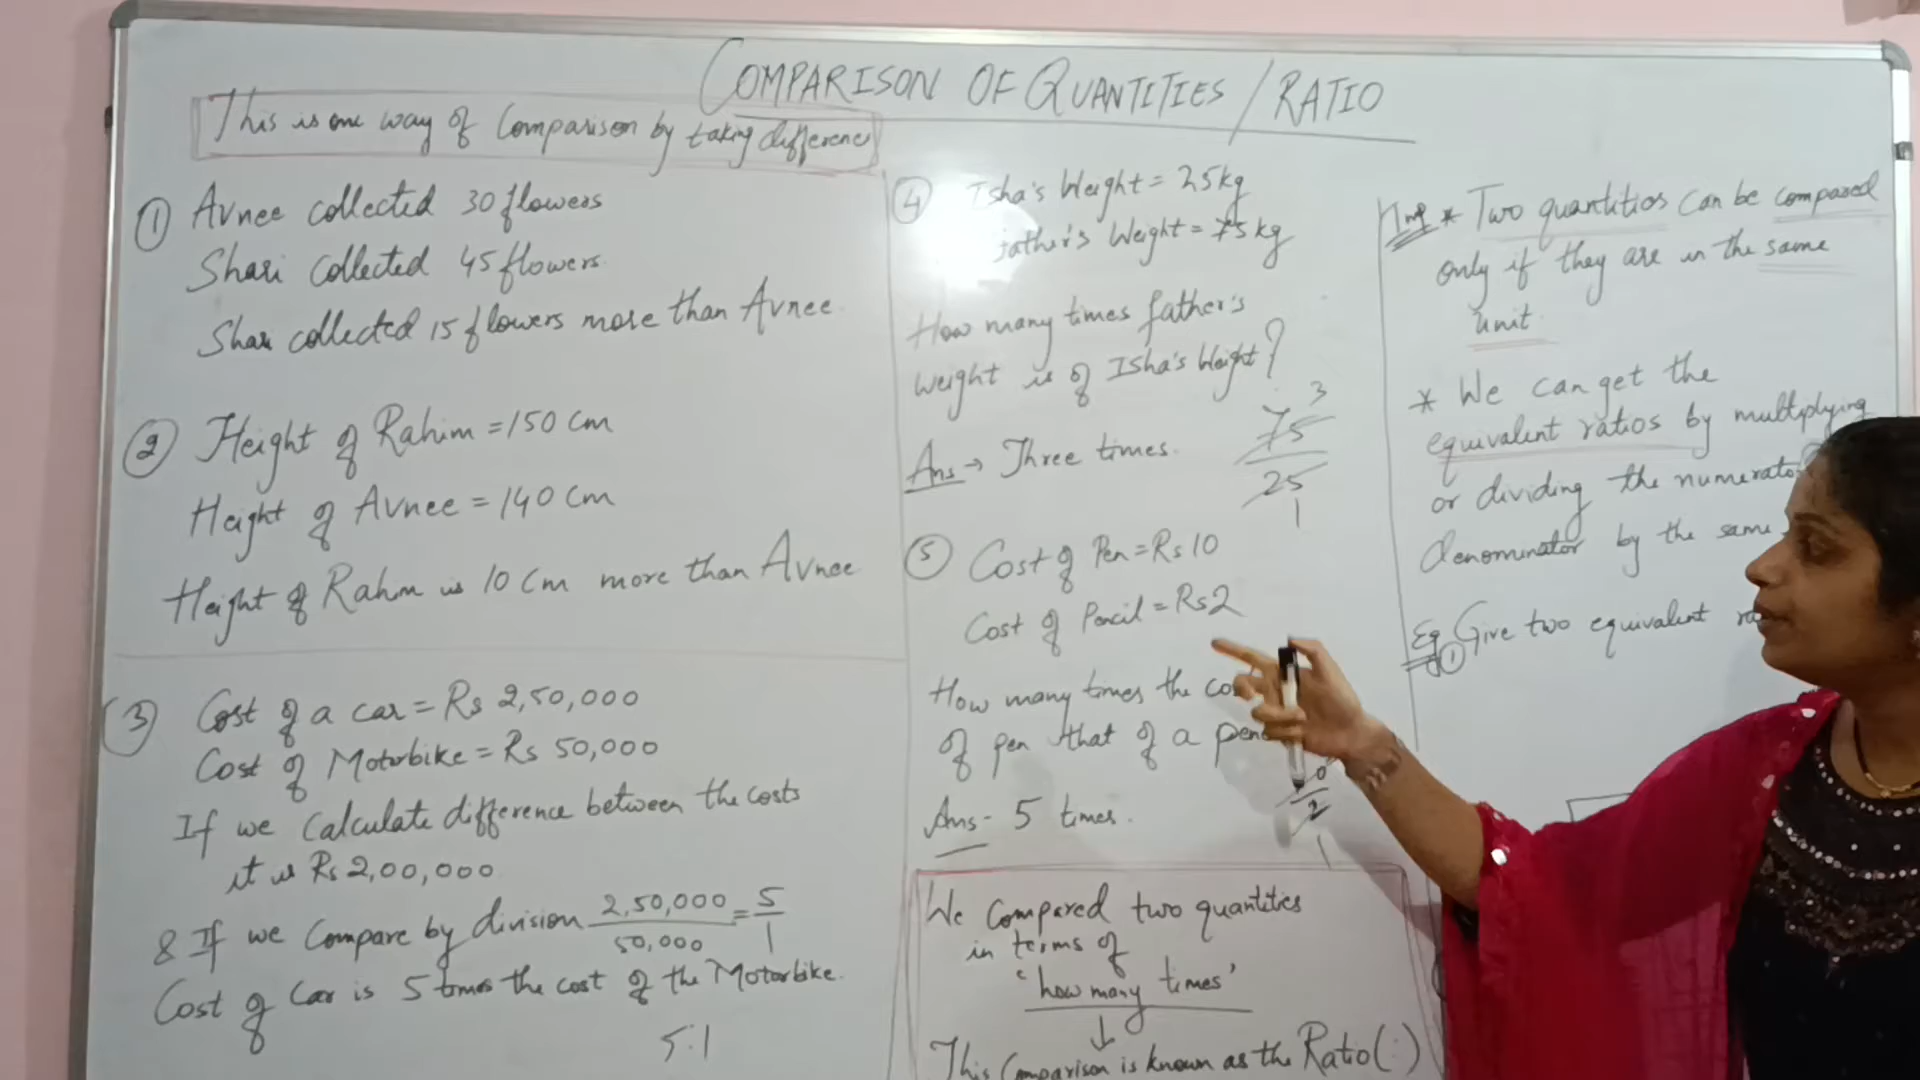 COMPARISON OF QUANTITIES / RATIO
This is one way of Comparison by taking difference
① Avnee collected 30 flowers
Shari Collected 45 flowers.
Shari collected 15 flowers more than Avnee.
② Height of Rahim = 150 cm
Height of Avnee = 140 cm
Height of Rahim is 10 cm more than Avnee
③ Cost of a car = Rs 2,50,000
Cost of Motorbike = Rs 50,000
If we calculate difference between the costs
it is Rs 2,00,000
& If we Compare by division 2,50,000/50,000 = 5/1
Cost of Car is 5 times the cost of the Motorbike.
5:1
④ Isha's Weight = 25kg
father's Weight = 75kg
How many times father's
weight is of Isha's Weight?
3
75
Ans → Three times.
25
1
⑤ Cost of Pen = Rs 10
Cost of Pencil = Rs 2
How many times the
of pen that of a
Ans - 5 times.
2
1
We Compared two quantities
in terms of
'how many times'
↓
This Comparison is known as the Ratio (:)
Imp * Two quantities can be compared
only if they are in the same
unit.
* We can get the
equivalent ratios by multiplying
or dividing the
denominator by the same
Eg ① Give two equivalent